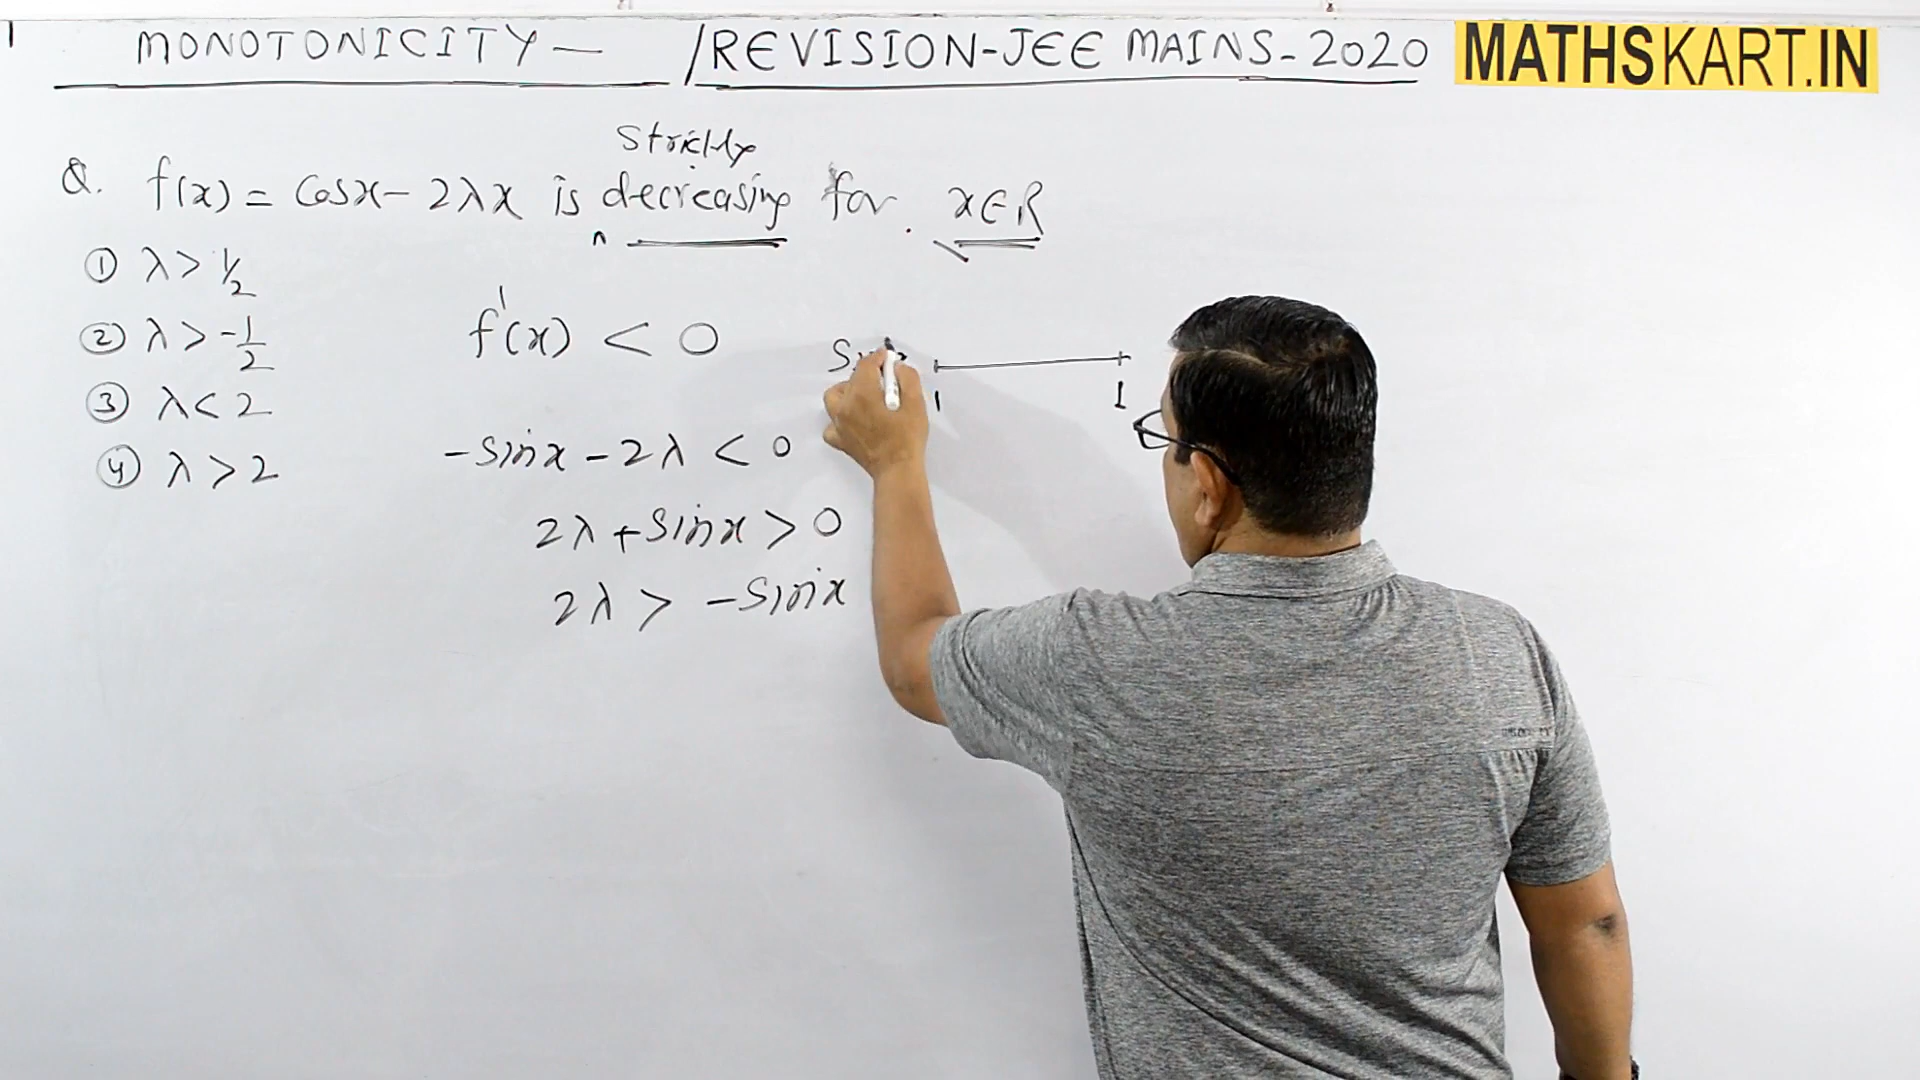 MONOTONICITY — /REVISION-JEE MAINS-2020
MATHSKART.IN
Strictly
Q. f(x) = Cosx - 2λx is decreasing for x∈R
① λ > 1/2
② λ > -1/2
③ λ < 2
④ λ > 2
f'(x) < 0
-sinx - 2λ < 0
2λ + sinx > 0
2λ > -sinx
1